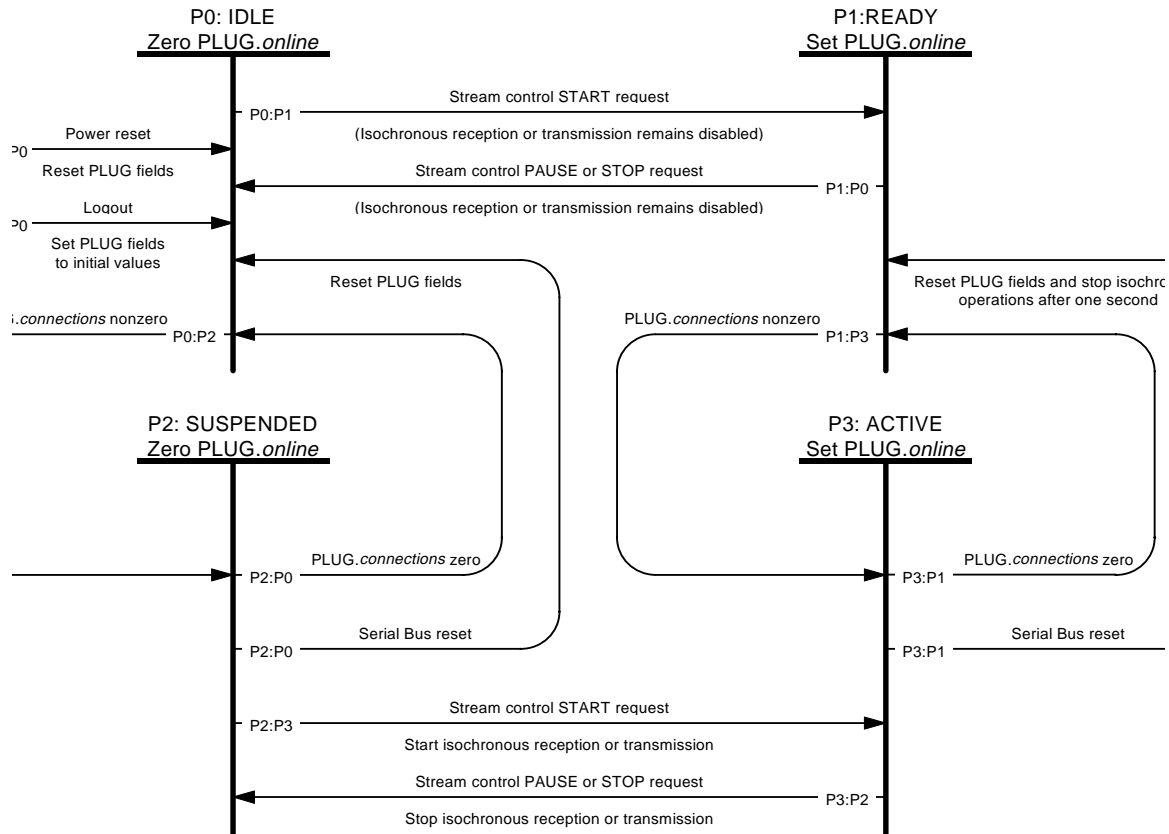 P0: IDLE
Zero PLUG.online
P1:READY
Set PLUG.online
Stream control START request
P0:P1
(Isochronous reception or transmission remains disabled)
Power reset
P0
Reset PLUG fields
Stream control PAUSE or STOP request
P1:P0
(Isochronous reception or transmission remains disabled)
Logout
P0
Set PLUG fields
to initial values
Reset PLUG fields
Reset PLUG fields and stop isochro
operations after one second
.connections nonzero
P0:P2
PLUG.connections nonzero
P1:P3
P2: SUSPENDED
Zero PLUG.online
P3: ACTIVE
Set PLUG.online
PLUG.connections zero
P2:P0
PLUG.connections zero
P3:P1
Serial Bus reset
P2:P0
Serial Bus reset
P3:P1
Stream control START request
P2:P3
Start isochronous reception or transmission
Stream control PAUSE or STOP request
P3:P2
Stop isochronous reception or transmission